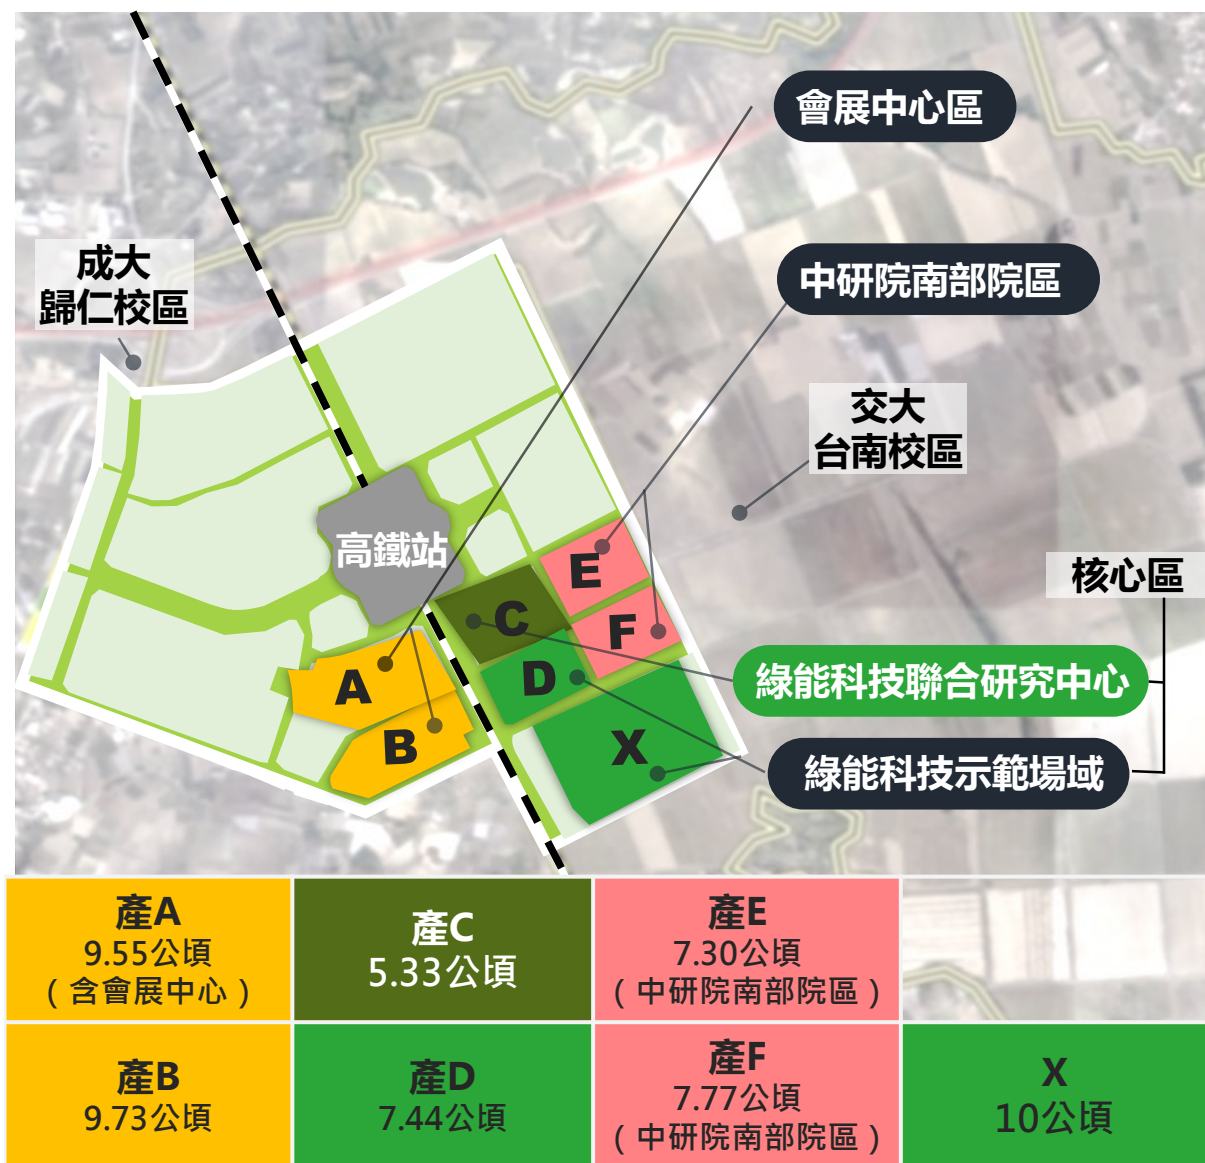 會展中心區
成大
歸仁校區
中研院南部院區
交大
台南校區
高鐵站
核心區
E
C
F
綠能科技聯合研究中心
A
D
B
X
綠能科技示範場域
產A
9.55公頃
（含會展中心）
產C
5.33公頃
產E
7.30公頃
（中研院南部院區）
產B
9.73公頃
產D
7.44公頃
產F
7.77公頃
（中研院南部院區）
X
10公頃